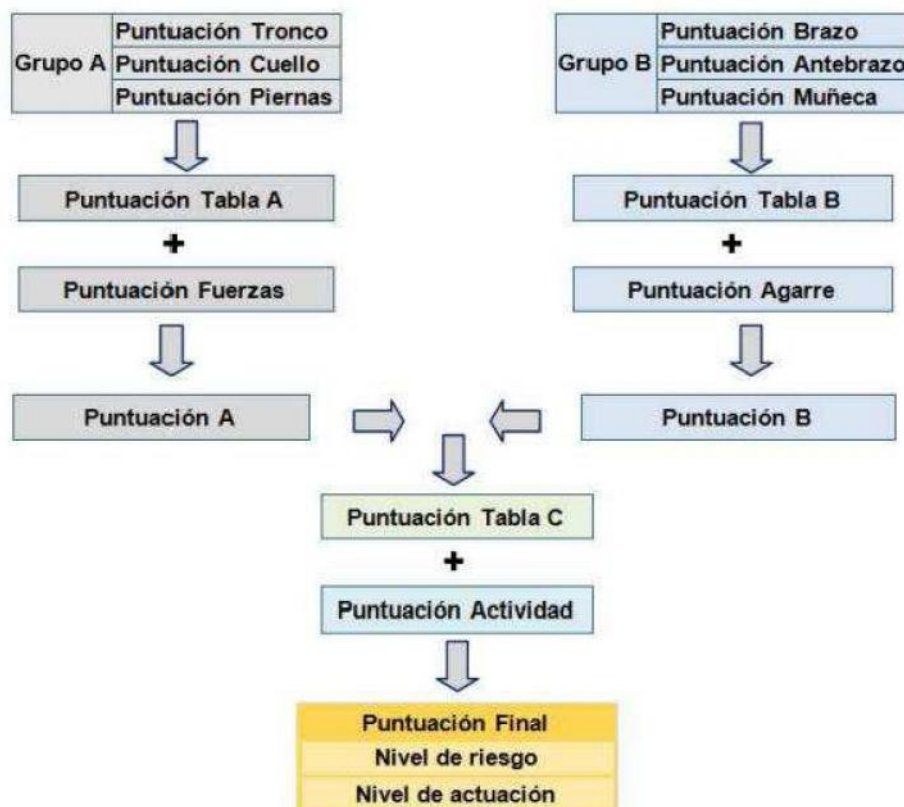 Grupo A
Puntuación Tronco
Puntuación Cuello
Puntuación Piernas
Grupo B
Puntuación Brazo
Puntuación Antebrazo
Puntuación Muñeca
Puntuación Tabla A
+
Puntuación Fuerzas
Puntuación Tabla B
+
Puntuación Agarre
Puntuación A
Puntuación B
Puntuación Tabla C
+
Puntuación Actividad
Puntuación Final
Nivel de riesgo
Nivel de actuación